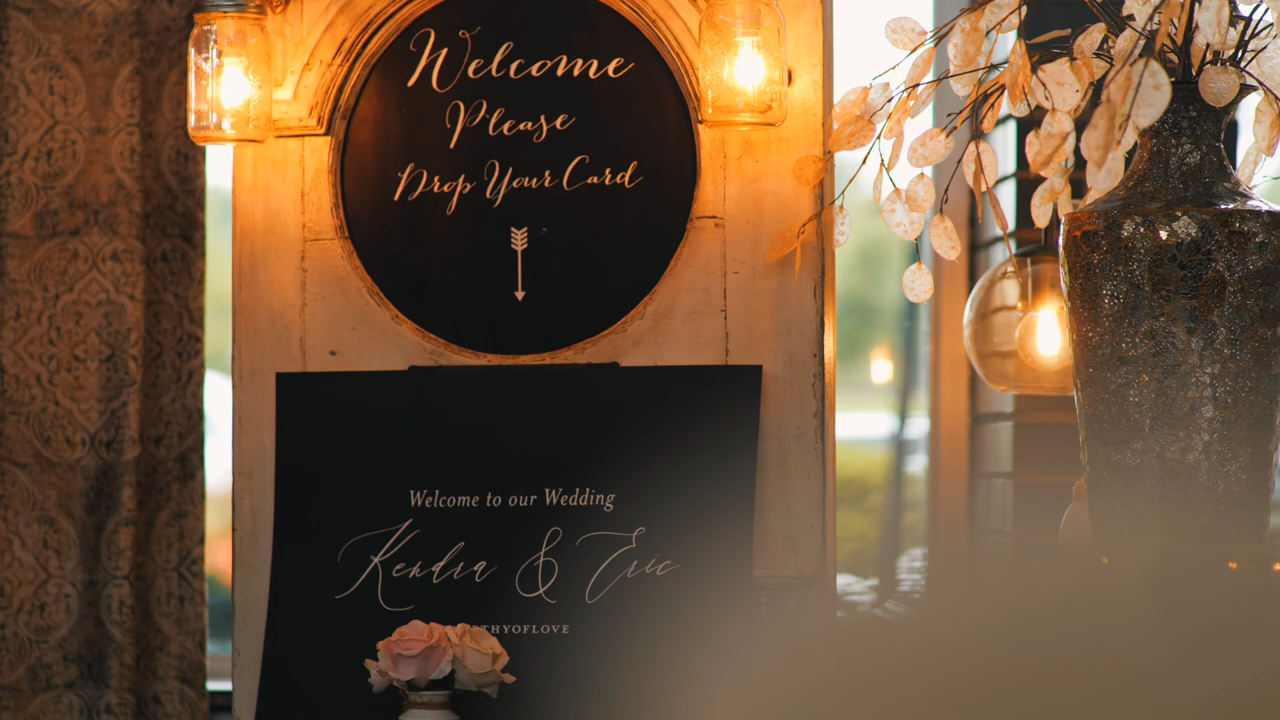 Welcome
Please
Drop Your Card
Welcome to our Wedding
Kendra & Eric